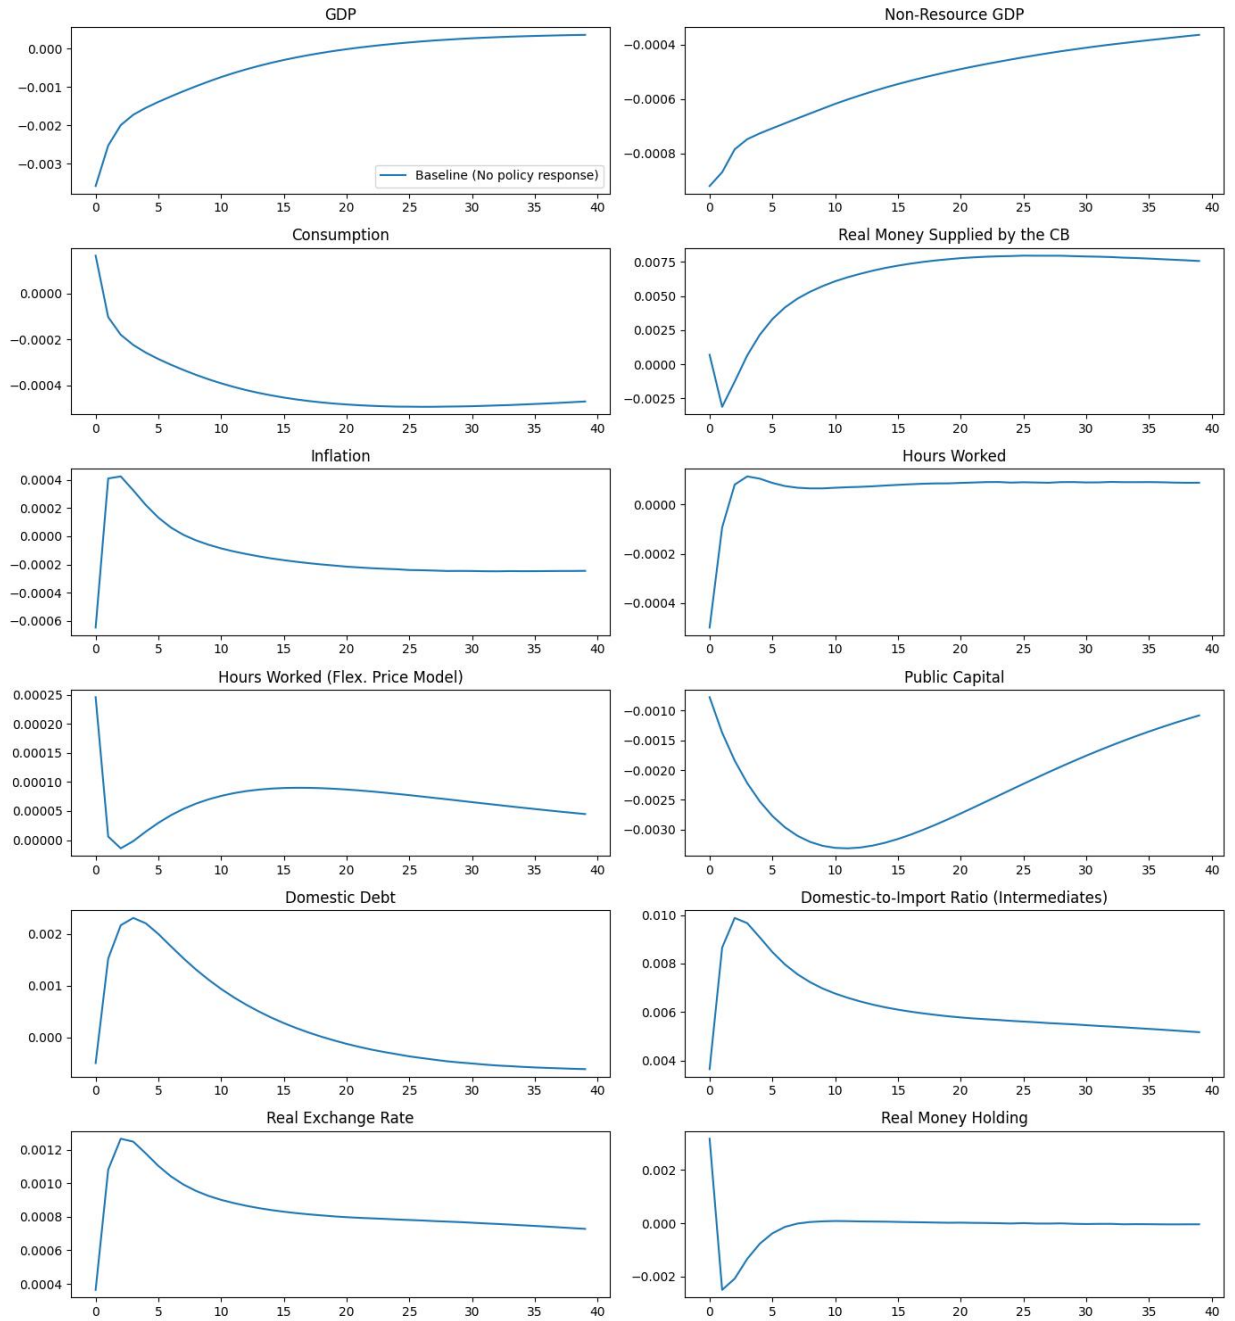 GDP
0.000
−0.001
−0.002
−0.003
Baseline (No policy response)
0 5 10 15 20 25 30 35 40
Non-Resource GDP
−0.0004
−0.0006
−0.0008
0 5 10 15 20 25 30 35 40
Consumption
0.0000
−0.0002
−0.0004
0 5 10 15 20 25 30 35 40
Real Money Supplied by the CB
0.0075
0.0050
0.0025
0.0000
−0.0025
0 5 10 15 20 25 30 35 40
Inflation
0.0004
0.0002
0.0000
−0.0002
−0.0004
−0.0006
0 5 10 15 20 25 30 35 40
Hours Worked
0.0000
−0.0002
−0.0004
0 5 10 15 20 25 30 35 40
Hours Worked (Flex. Price Model)
0.00025
0.00020
0.00015
0.00010
0.00005
0.00000
0 5 10 15 20 25 30 35 40
Public Capital
−0.0010
−0.0015
−0.0020
−0.0025
−0.0030
0 5 10 15 20 25 30 35 40
Domestic Debt
0.002
0.001
0.000
0 5 10 15 20 25 30 35 40
Domestic-to-Import Ratio (Intermediates)
0.010
0.008
0.006
0.004
0 5 10 15 20 25 30 35 40
Real Exchange Rate
0.0012
0.0010
0.0008
0.0006
0.0004
0 5 10 15 20 25 30 35 40
Real Money Holding
0.002
0.000
−0.002
0 5 10 15 20 25 30 35 40